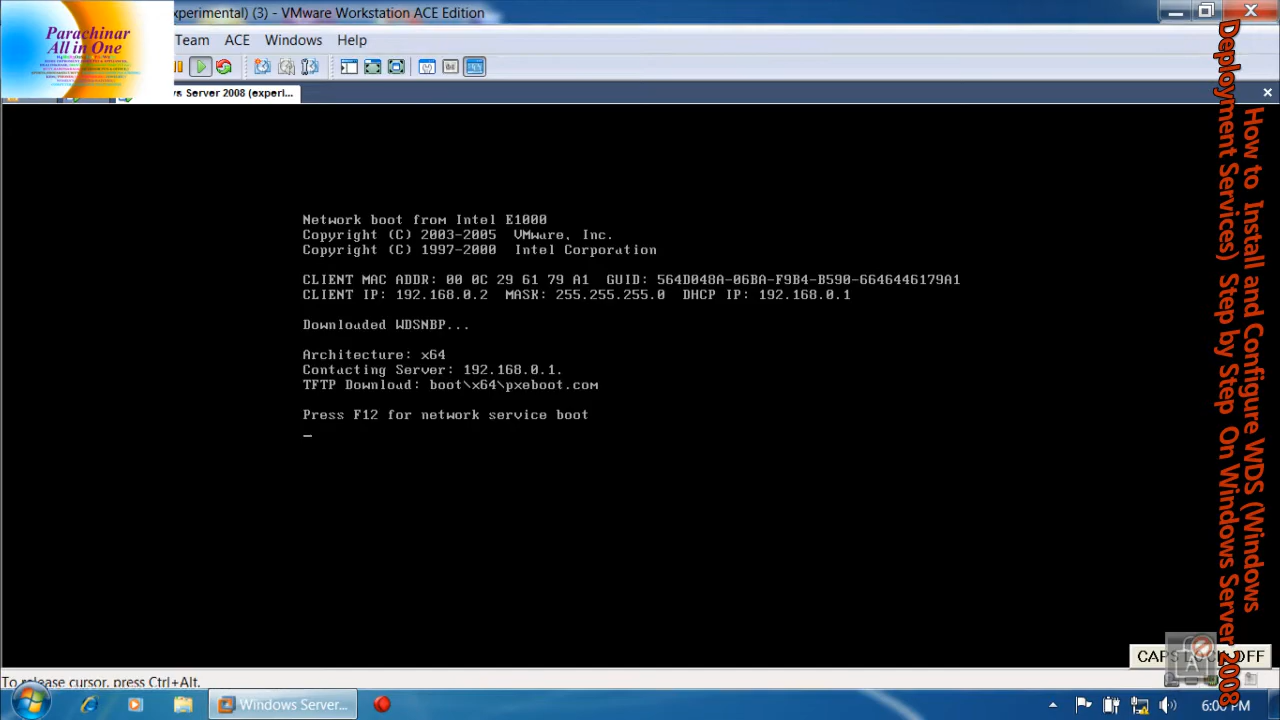 xperimental) (3) - VMware Workstation ACE Edition
Parachinar
All in One
Team ACE Windows Help
s Server 2008 (experi...
Network boot from Intel E1000
Copyright (C) 2003-2005 VMware, Inc.
Copyright (C) 1997-2000 Intel Corporation
CLIENT MAC ADDR: 00 0C 29 61 79 A1 GUID: 564D048A-06BA-F9B4-B590-6646446179A1
CLIENT IP: 192.168.0.2 MASK: 255.255.255.0 DHCP IP: 192.168.0.1
Downloaded WDSNBP...
Architecture: x64
Contacting Server: 192.168.0.1.
TFTP Download: boot\x64\pxeboot.com
Press F12 for network service boot
How to Install and Configure WDS (Windows
Deployment Services) Step by Step On Windows Server 2008
CAPS LOCK OFF
A
To release cursor, press Ctrl+Alt.
Windows Server...
6:00 PM